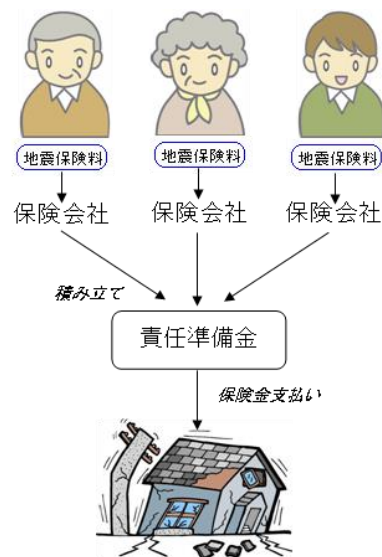 地震保険料 地震保険料 地震保険料
保険会社 保険会社 保険会社
積み立て
責任準備金
保険金支払い